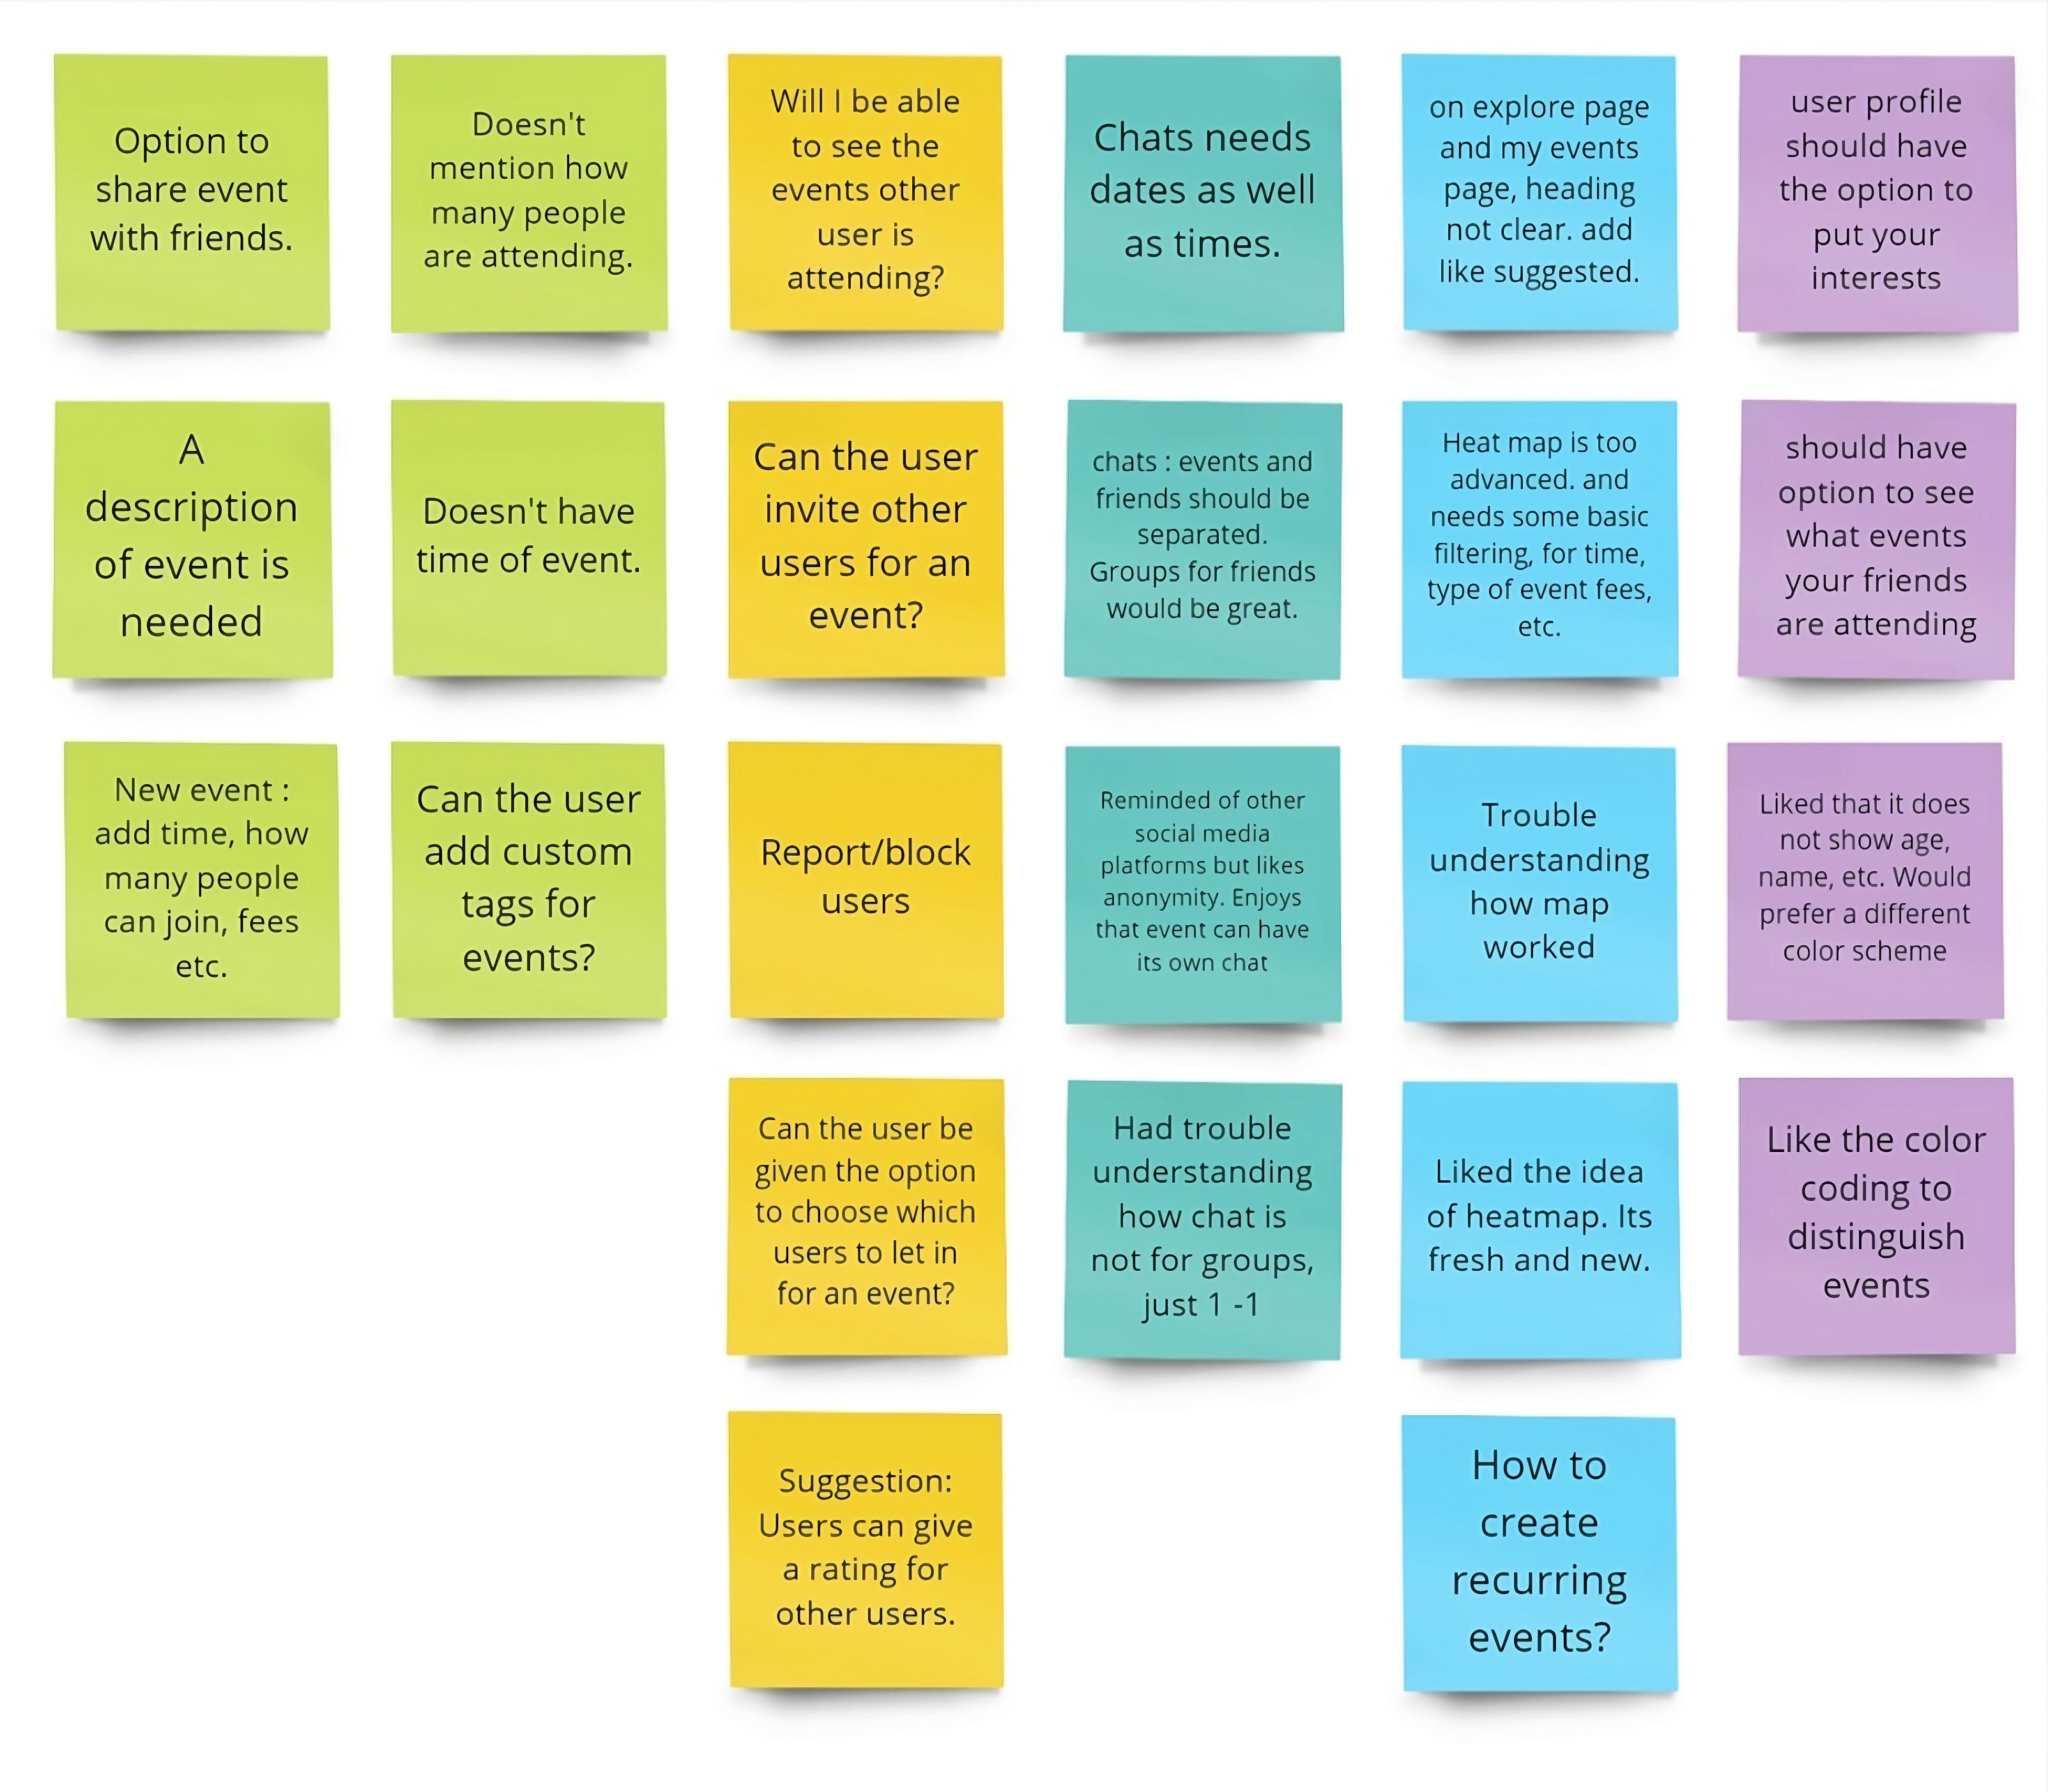 Option to
share event
with friends.
Doesn't
mention how
many people
are attending.
Will I be able
to see the
events other
user is
attending?
Chats needs
dates as well
as times.
on explore page
and my events
page, heading
not clear. add
like suggested.
user profile
should have
the option to
put your
interests
A
description
of event is
needed
Doesn't have
time of event.
Can the user
invite other
users for an
event?
chats : events and
friends should be
separated.
Groups for friends
would be great.
Heat map is too
advanced. and
needs some basic
filtering, for time,
type of event fees,
etc.
should have
option to see
what events
your friends
are attending
New event :
add time, how
many people
can join, fees
etc.
Can the user
add custom
tags for
events?
Report/block
users
Reminded of other
social media
platforms but likes
anonymity. Enjoys
that event can have
its own chat
Trouble
understanding
how map
worked
Liked that it does
not show age,
name, etc. Would
prefer a different
color scheme
Can the user be
given the option
to choose which
users to let in
for an event?
Had trouble
understanding
how chat is
not for groups,
just 1 -1
Liked the idea
of heatmap. Its
fresh and new.
Like the color
coding to
distinguish
events
Suggestion:
Users can give
a rating for
other users.
How to
create
recurring
events?